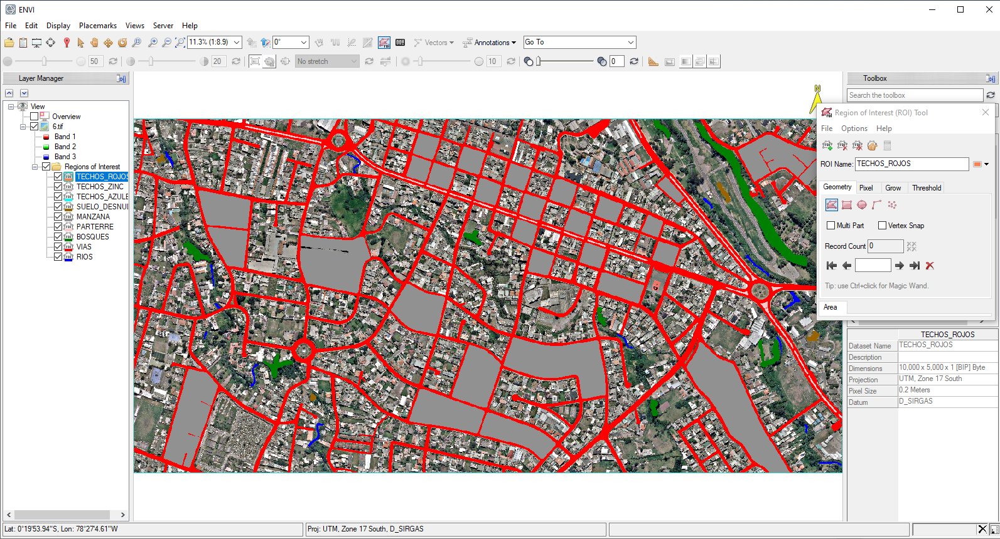 ENVI
File Edit Display Placemarks Views Server Help
11.3% (1:8.9) 0° Vectors Annotations Go To
50 20 No stretch 10 0
Layer Manager
View
Overview
6.tif
Band 1
Band 2
Band 3
Regions of Interest
TECHOS_ROJOS
TECHOS_ZINC
TECHOS_AZULE
SUELO_DESNU
MANZANA
PARTERRE
BOSQUES
VIAS
RIOS
N
Toolbox
Search the toolbox
Region of Interest (ROI) Tool
File Options Help
ROI Name: TECHOS_ROJOS
Geometry Pixel Grow Threshold
Multi Part Vertex Snap
Record Count 0
Tip: use Ctrl+click for Magic Wand.
Area
TECHOS_ROJOS
Dataset Name TECHOS_ROJOS
Description
Dimensions 10,000 x 5,000 x 1 [BIP] Byte
Projection UTM, Zone 17 South
Pixel Size 0.2 Meters
Datum D_SIRGAS
Lat: 0°19'53.94"S, Lon: 78°27'4.61"W
Proj: UTM, Zone 17 South, D_SIRGAS